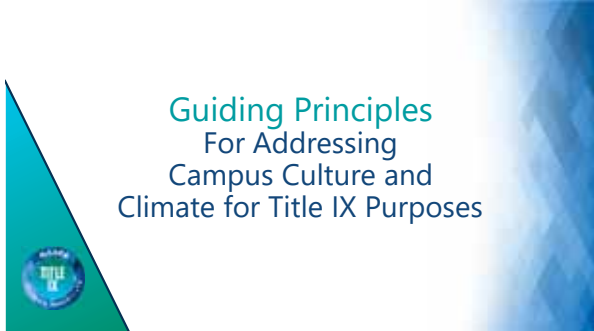 Guiding Principles
For Addressing
Campus Culture and
Climate for Title IX Purposes
TITLE
IX